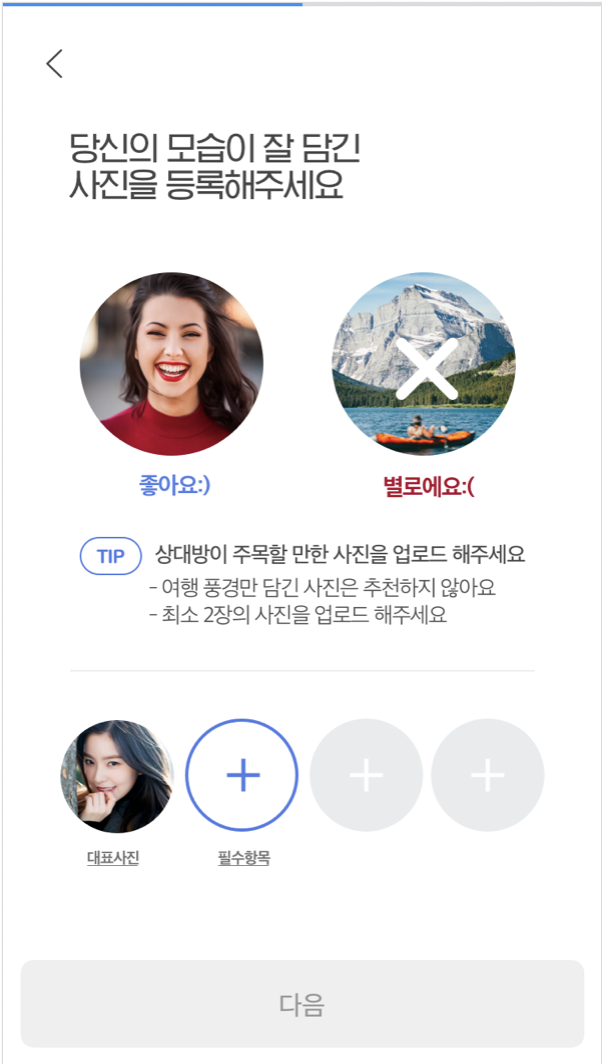 당신의 모습이 잘 담긴
사진을 등록해주세요
좋아요:)
별로에요:(
TIP 상대방이 주목할 만한 사진을 업로드 해주세요
- 여행 풍경만 담긴 사진은 추천하지 않아요
- 최소 2장의 사진을 업로드 해주세요
대표사진
필수항목
다음